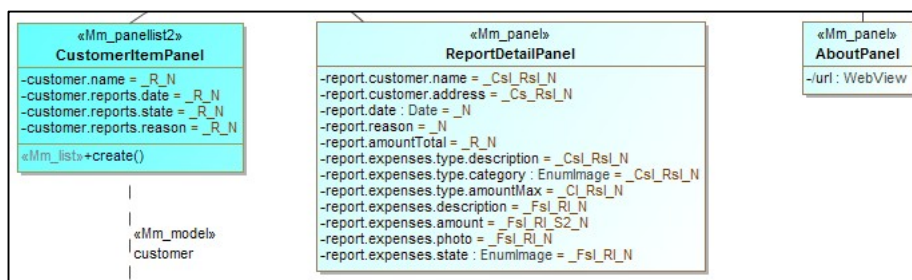 «Mm_panellist2»
CustomerItemPanel
-customer.name = _R_N
-customer.reports.date = _R_N
-customer.reports.state = _R_N
-customer.reports.reason = _R_N
«Mm_list»+create()
«Mm_model»
customer
«Mm_panel»
ReportDetailPanel
-report.customer.name = _CsI_RsI_N
-report.customer.address = _Cs_RsI_N
-report.date : Date = _N
-report.reason = _N
-report.amountTotal = _R_N
-report.expenses.type.description = _CsI_RsI_N
-report.expenses.type.category : EnumImage = _CsI_RsI_N
-report.expenses.type.amountMax = _CI_RsI_N
-report.expenses.description = _FsI_RI_N
-report.expenses.amount = _FsI_RI_S2_N
-report.expenses.photo = _FsI_RI_N
-report.expenses.state : EnumImage = _FsI_RI_N
«Mm_panel»
AboutPanel
-/url : WebView